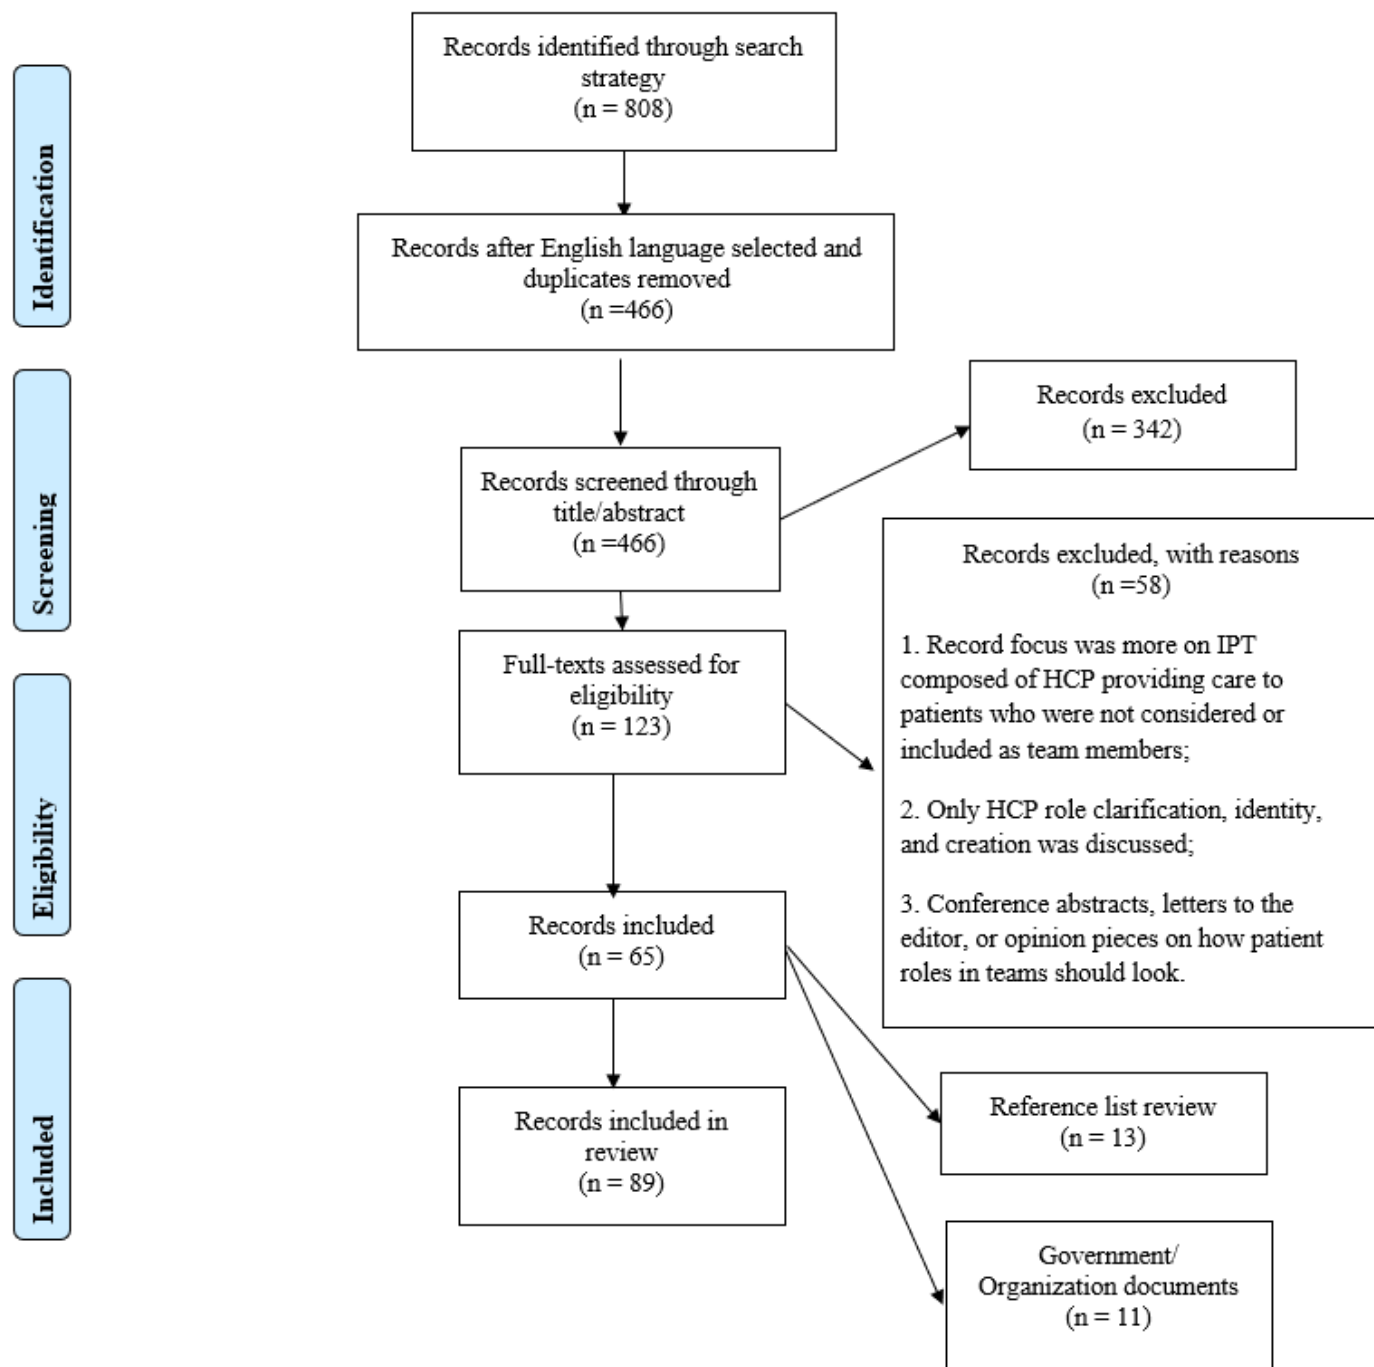 Records identified through search
strategy
(n = 808)
Identification
Records after English language selected and
duplicates removed
(n =466)
Records excluded
(n = 342)
Screening
Records screened through
title/abstract
(n =466)
Records excluded, with reasons
(n =58)
1. Record focus was more on IPT
composed of HCP providing care to
patients who were not considered or
included as team members;
2. Only HCP role clarification, identity,
and creation was discussed;
3. Conference abstracts, letters to the
editor, or opinion pieces on how patient
roles in teams should look.
Eligibility
Full-texts assessed for
eligibility
(n = 123)
Records included
(n = 65)
Included
Records included in
review
(n = 89)
Reference list review
(n = 13)
Government/
Organization documents
(n = 11)